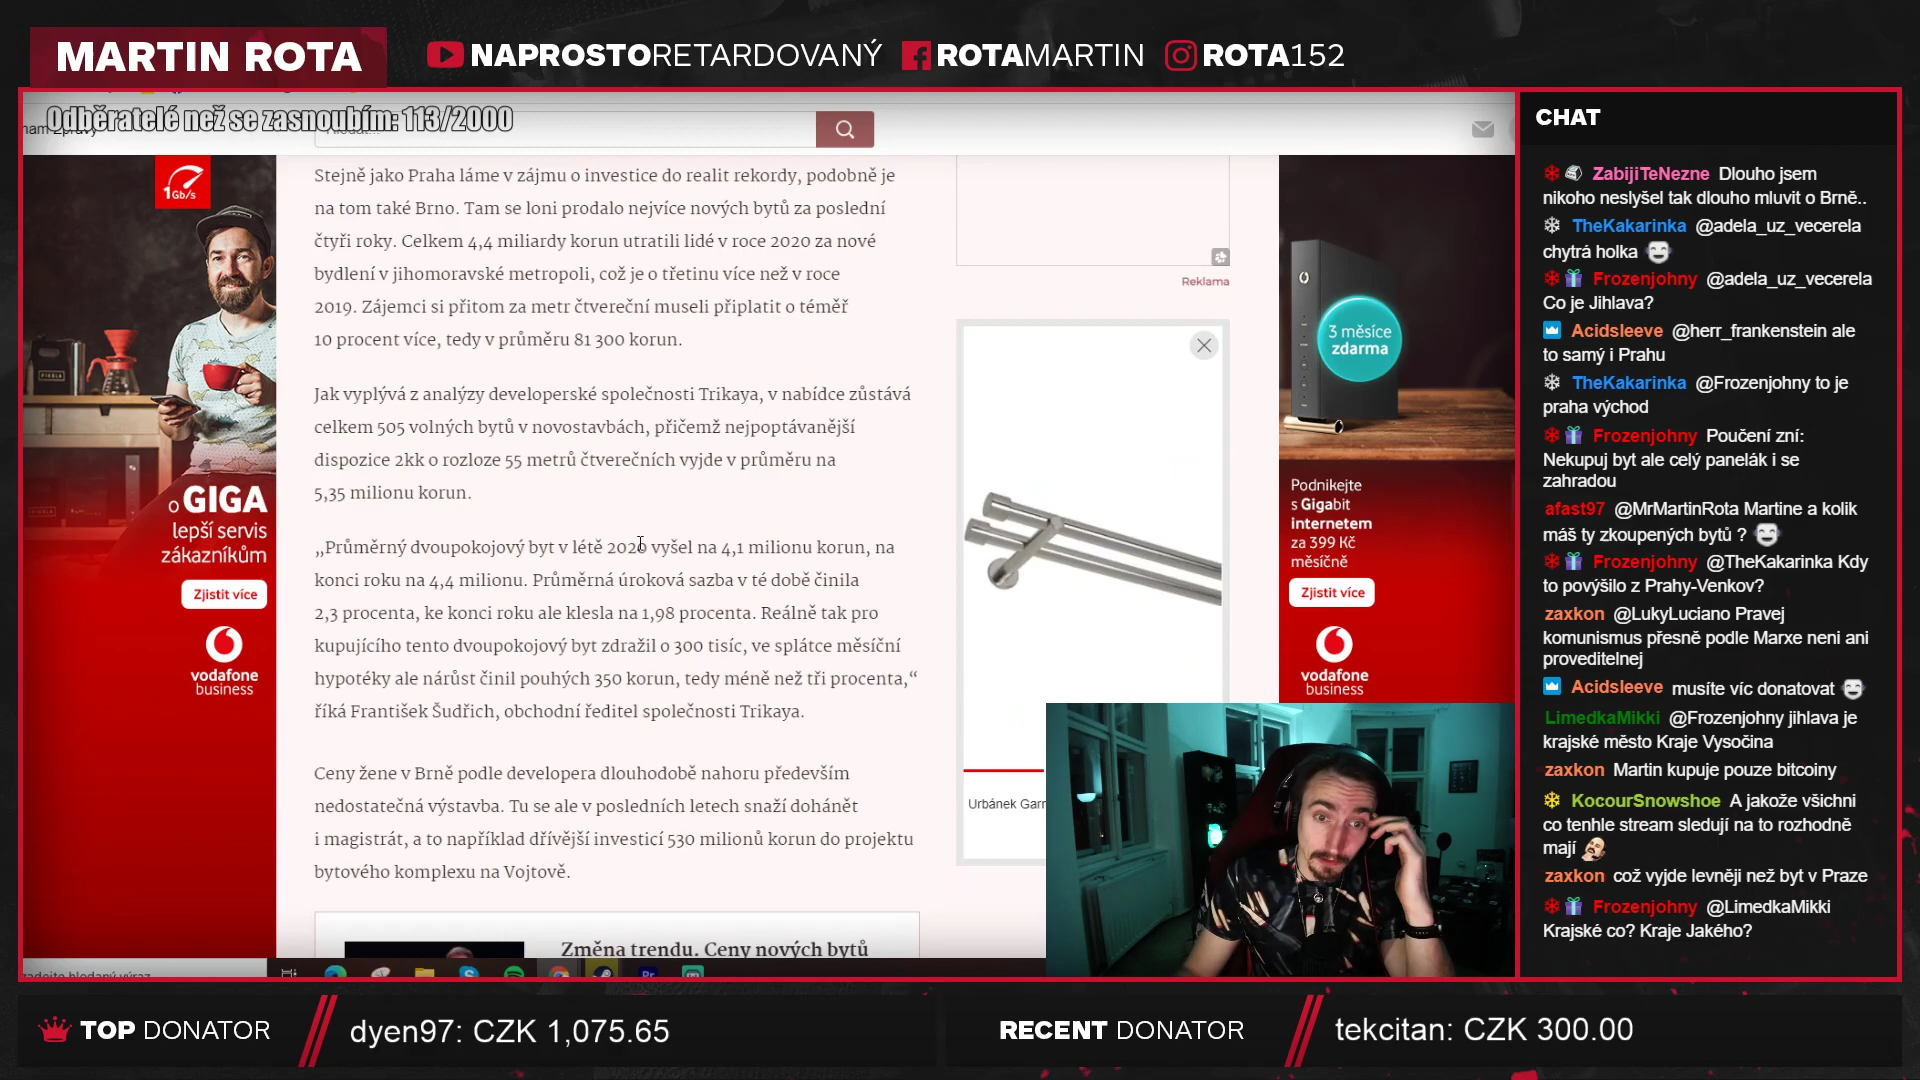 MARTIN ROTA
NAPROSTORETARDOVANÝ
ROTAMARTIN
ROTA152
Odběratelé než se zasnoubím: 113/2000
1Gb/s
o GIGA
lepší servis
zákazníkům
Zjistit více
vodafone
business
Stejně jako Praha láme v zájmu o investice do realit rekordy, podobně je
na tom také Brno. Tam se loni prodalo nejvíce nových bytů za poslední
čtyři roky. Celkem 4,4 miliardy korun utratili lidé v roce 2020 za nové
bydlení v jihomoravské metropoli, což je o třetinu více než v roce
2019. Zájemci si přitom za metr čtvereční museli připlatit o téměř
10 procent více, tedy v průměru 81 300 korun.
Jak vyplývá z analýzy developerské společnosti Trikaya, v nabídce zůstává
celkem 505 volných bytů v novostavbách, přičemž nejpoptávanější
dispozice 2kk o rozloze 55 metrů čtverečních vyjde v průměru na
5,35 milionu korun.
„Průměrný dvoupokojový byt v létě 2020 vyšel na 4,1 milionu korun, na
konci roku na 4,4 milionu. Průměrná úroková sazba v té době činila
2,3 procenta, ke konci roku ale klesla na 1,98 procenta. Reálně tak pro
kupujícího tento dvoupokojový byt zdražil o 300 tisíc, ve splátce měsíční
hypotéky ale nárůst činil pouhých 350 korun, tedy méně než tři procenta,“
říká František Šudřich, obchodní ředitel společnosti Trikaya.
Ceny žene v Brně podle developera dlouhodobě nahoru především
nedostatečná výstavba. Tu se ale v posledních letech snaží dohánět
i magistrát, a to například dřívější investicí 530 milionů korun do projektu
bytového komplexu na Vojtově.
Změna trendu. Ceny nových bytů
Reklama
Urbánek Garn
3 měsíce
zdarma
Podnikejte
s Gigabit
internetem
za 399 Kč
měsíčně
Zjistit více
vodafone
business
CHAT
ZabijiTeNezne Dlouho jsem
nikoho neslyšel tak dlouho mluvit o Brně..
TheKakarinka @adela_uz_vecerela
chytrá holka
Frozenjohny @adela_uz_vecerela
Co je Jihlava?
Acidsleeve @herr_frankenstein ale
to samý i Prahu
TheKakarinka @Frozenjohny to je
praha východ
Frozenjohny Poučení zní:
Nekupuj byt ale celý panelák i se
zahradou
afast97 @MrMartinRota Martine a kolik
máš ty zkoupených bytů ?
Frozenjohny @TheKakarinka Kdy
to povýšilo z Prahy-Venkov?
zaxkon @LukyLuciano Pravej
komunismus přesně podle Marxe neni ani
proveditelnej
Acidsleeve musíte víc donatovat
LimedkaMikki @Frozenjohny jihlava je
krajské město Kraje Vysočina
zaxkon Martin kupuje pouze bitcoiny
KocourSnowshoe A jakože všichni
co tenhle stream sledují na to rozhodně
mají
zaxkon což vyjde levněji než byt v Praze
Frozenjohny @LimedkaMikki
Krajské co? Kraje Jakého?
TOP DONATOR
dyen97: CZK 1,075.65
RECENT DONATOR
tekcitan: CZK 300.00